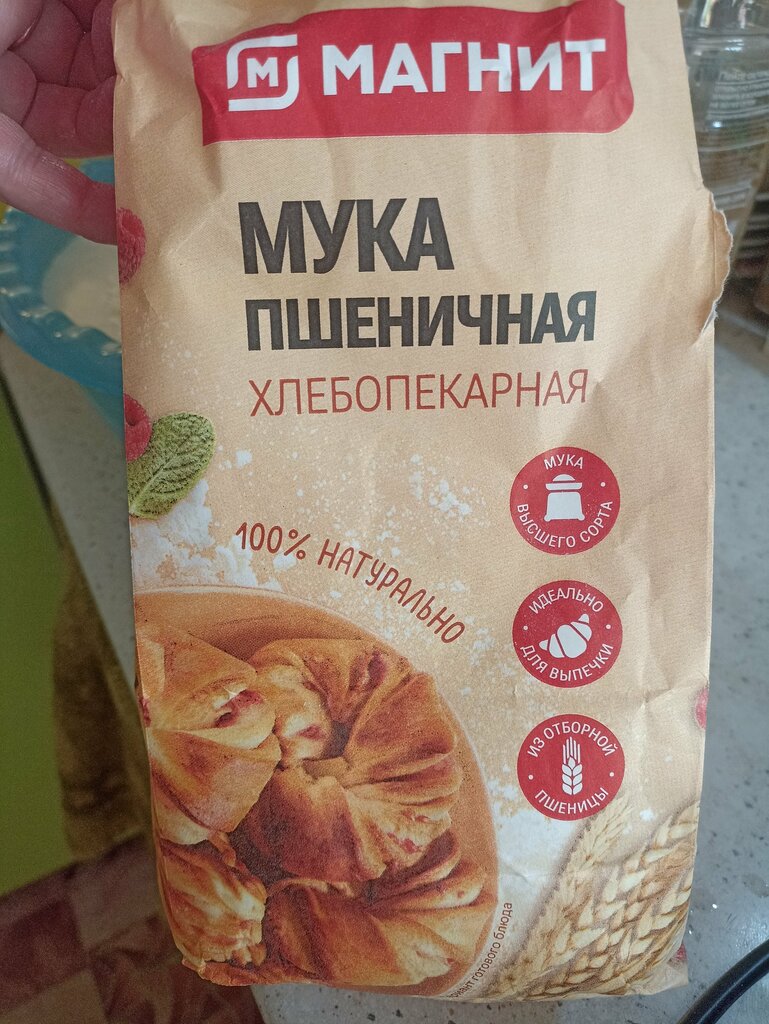 М МАГНИТ
МУКА
ПШЕНИЧНАЯ
ХЛЕБОПЕКАРНАЯ
МУКА
ВЫСШЕГО СОРТА
100% НАТУРАЛЬНО
ИДЕАЛЬНО
ДЛЯ ВЫПЕЧКИ
ИЗ ОТБОРНОЙ
ПШЕНИЦЫ
готового блюда